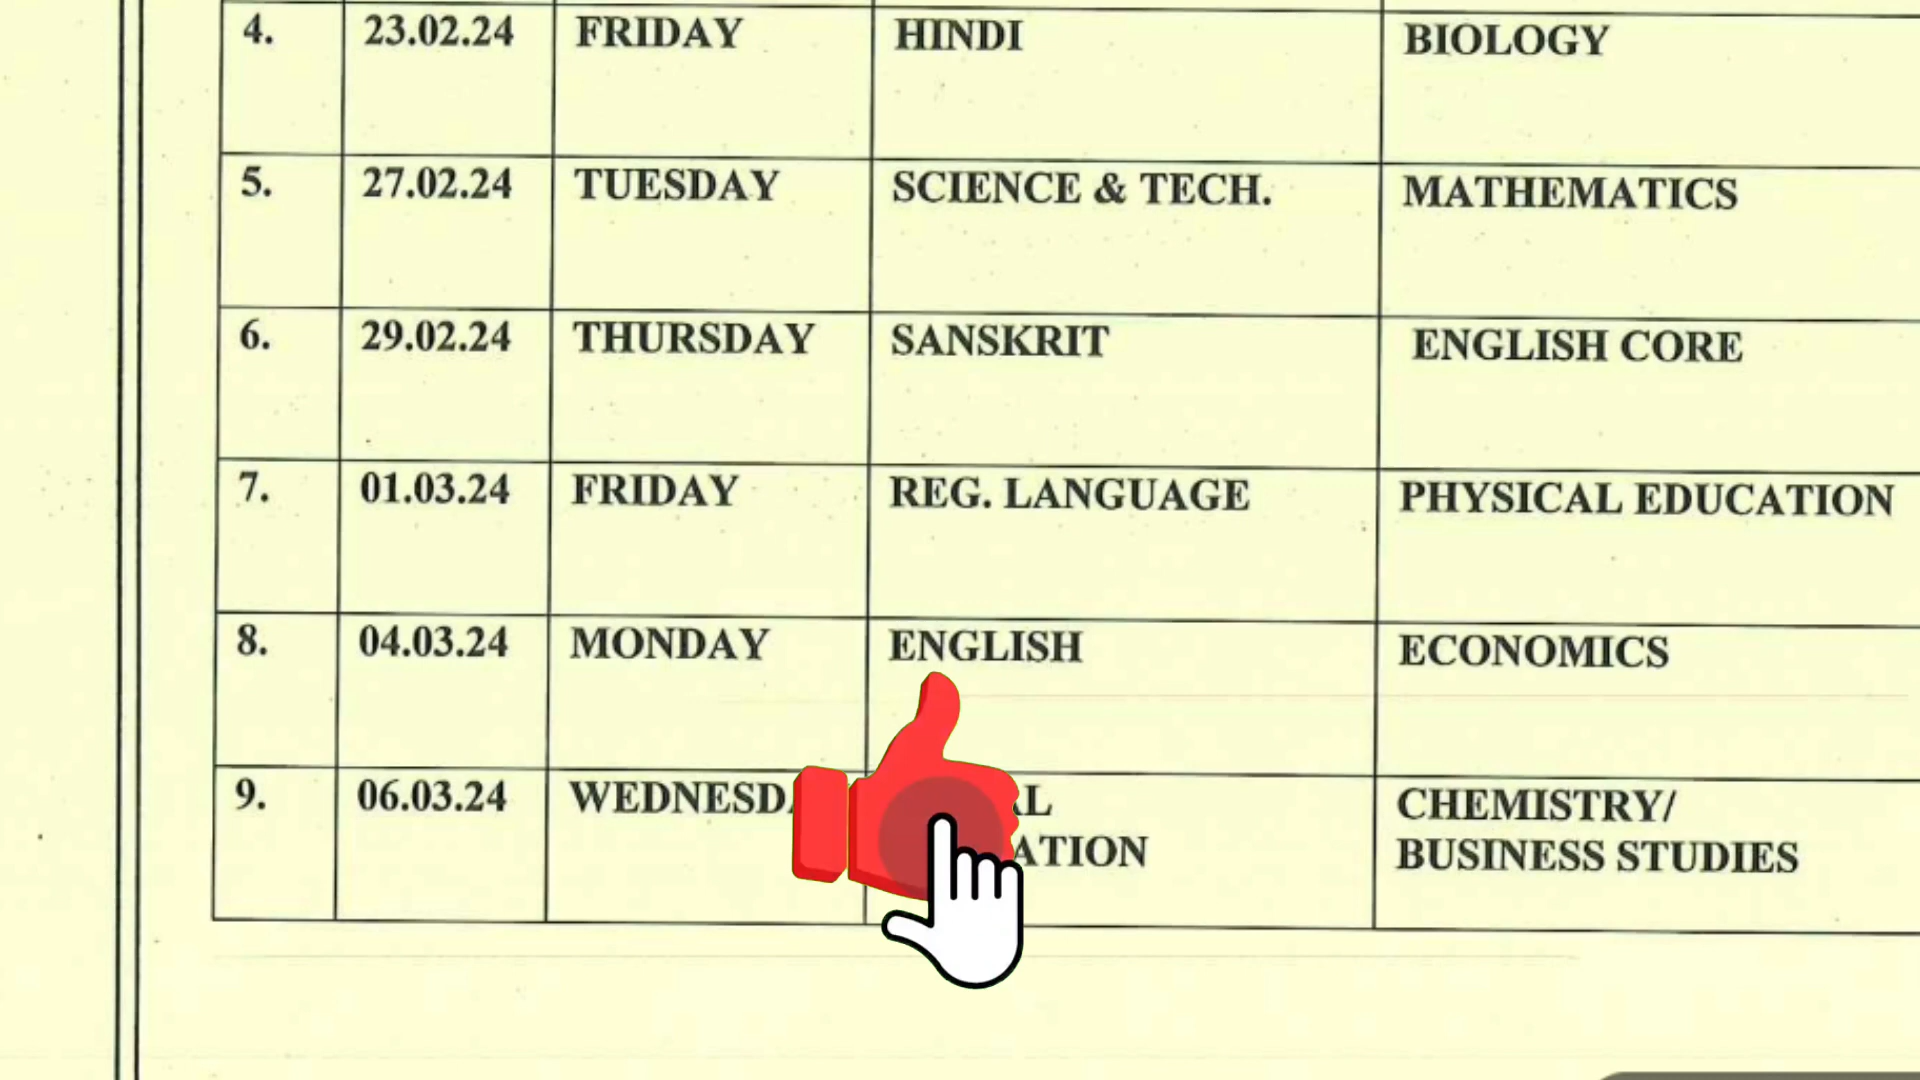 4. 23.02.24 FRIDAY HINDI BIOLOGY
5. 27.02.24 TUESDAY SCIENCE & TECH. MATHEMATICS
6. 29.02.24 THURSDAY SANSKRIT ENGLISH CORE
7. 01.03.24 FRIDAY REG. LANGUAGE PHYSICAL EDUCATION
8. 04.03.24 MONDAY ENGLISH ECONOMICS
9. 06.03.24 CHEMISTRY/
BUSINESS STUDIES